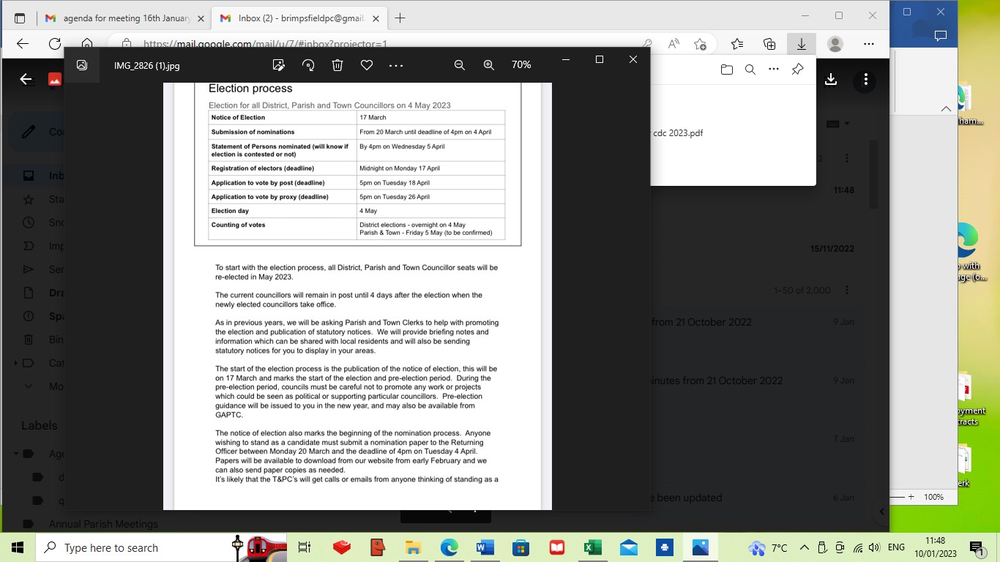 agenda for meeting 16th January
Inbox (2) - brimpsfieldpc@gmail.
https://mail.google.com/mail/u/7/#inbox?projector=1
IMG_2826 (1).jpg
70%
cdc 2023.pdf
Election process
Election for all District, Parish and Town Councillors on 4 May 2023
Notice of Election 17 March
Submission of nominations From 20 March until deadline of 4pm on 4 April
Statement of Persons nominated (will know if By 4pm on Wednesday 5 April
election is contested or not)
Registration of electors (deadline) Midnight on Monday 17 April
Application to vote by post (deadline) 5pm on Tuesday 18 April
Application to vote by proxy (deadline) 5pm on Tuesday 26 April
Election day 4 May
Counting of votes District elections - overnight on 4 May
Parish & Town - Friday 5 May (to be confirmed)
To start with the election process, all District, Parish and Town Councillor seats will be
re-elected in May 2023.
The current councillors will remain in post until 4 days after the election when the
newly elected councillors take office.
As in previous years, we will be asking Parish and Town Clerks to help with promoting
the election and publication of statutory notices.  We will provide briefing notes and
information which can be shared with local residents and will also be sending
statutory notices for you to display in your areas.
The start of the election process is the publication of the notice of election, this will be
on 17 March and marks the start of the election and pre-election period.  During the
pre-election period, councils must be careful not to promote any work or projects
which could be seen as political or supporting particular councillors.  Pre-election
guidance will be issued to you in the new year, and may also be available from
GAPTC.
The notice of election also marks the beginning of the nomination process.  Anyone
wishing to stand as a candidate must submit a nomination paper to the Returning
Officer between Monday 20 March and the deadline of 4pm on Tuesday 4 April.
Papers will be available to download from our website from early February and we
can also send paper copies as needed.
It's likely that the T&PC's will get calls or emails from anyone thinking of standing as a
Co
Inb
Sta
Sno
Imp
Sen
Dra
Spa
Bin
Cat
Mo
Labels
Age
d
q
Annual Parish Meetings
2
11:48
15/11/2022
1–50 of 2,000
from 21 October 2022 9 Jan
inutes from 21 October 2022 9 Jan
7 Jan
e been updated 6 Jan
ham...
with
age (o...
oyment
tracts
erk
100%
Type here to search
7°C
ENG
11:48
10/01/2023
1